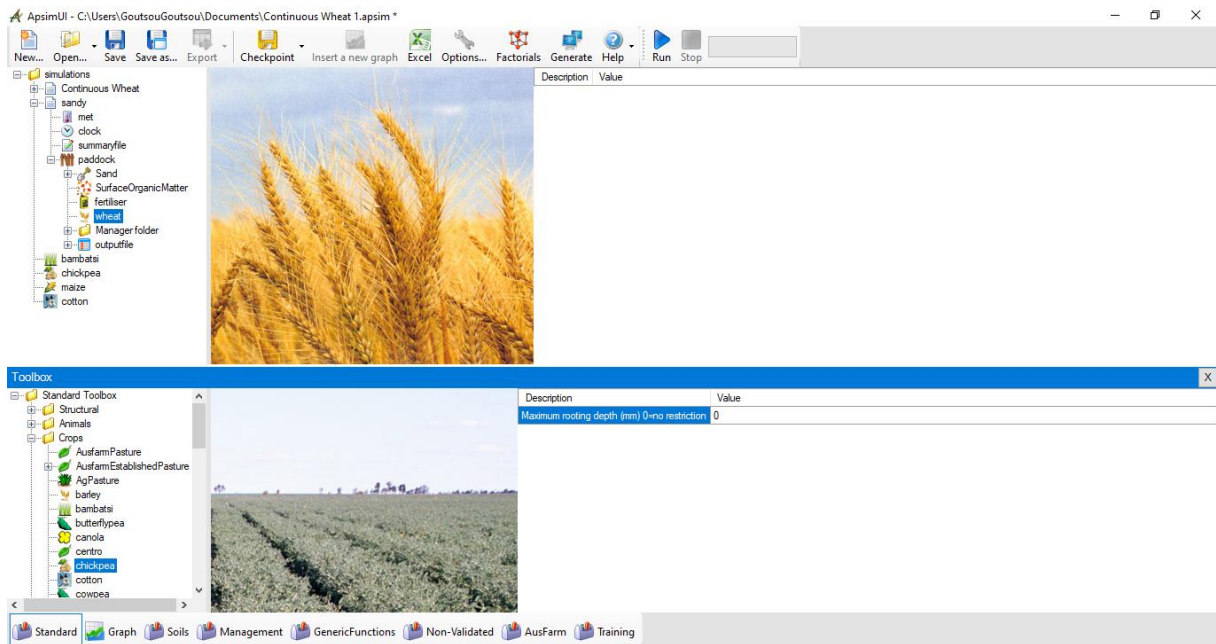 ApsimUI - C:\Users\GoutsouGoutsou\Documents\Continuous Wheat 1.apsim *
New... Open... Save Save as... Export Checkpoint Insert a new graph Excel Options... Factorials Generate Help Run Stop
simulations
Continuous Wheat
sandy
met
clock
summaryfile
paddock
Sand
SurfaceOrganicMatter
fertiliser
wheat
Manager folder
outputfile
bambatsi
chickpea
maize
cotton
Description Value
Toolbox X
Standard Toolbox
Structural
Animals
Crops
AusfarmPasture
AusfarmEstablishedPasture
AgPasture
barley
bambatsi
butterflypea
canola
centro
chickpea
cotton
cowpea
Description Value
Maximum rooting depth (mm) 0=no restriction 0
Standard Graph Soils Management GenericFunctions Non-Validated AusFarm Training